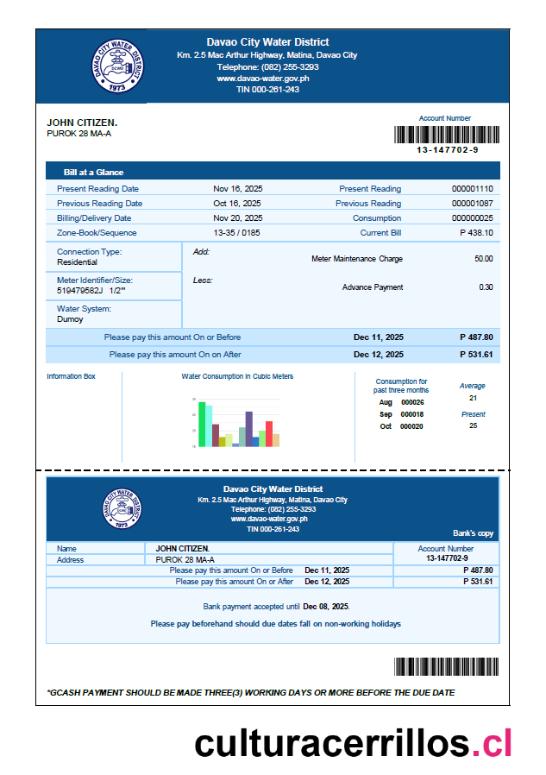 Davao City Water District
Km. 2.5 Mac Arthur Highway, Matina, Davao City
Telephone: (082) 255-3293
www.davao-water.gov.ph
TIN 000-261-243
DAVAO CITY WATER DISTRICT
1973
JOHN CITIZEN.
PUROK 28 MA-A
Account Number
13-147702-9
Bill at a Glance
Present Reading Date Nov 16, 2025 Present Reading 000001110
Previous Reading Date Oct 16, 2025 Previous Reading 000001087
Billing/Delivery Date Nov 20, 2025 Consumption 000000025
Zone-Book/Sequence 13-35 / 0185 Current Bill P 438.10
Connection Type:
Residential
Add:
Meter Maintenance Charge 50.00
Meter Identifier/Size:
519479582J 1/2"
Less:
Advance Payment 0.30
Water System:
Dumoy
Please pay this amount On or Before Dec 11, 2025 P 487.80
Please pay this amount On on After Dec 12, 2025 P 531.61
Information Box
Water Consumption in Cubic Meters
Consumption for
past three months
Aug 000026
Sep 000018
Oct 000020
Average
21
Present
25
Davao City Water District
Km. 2.5 Mac Arthur Highway, Matina, Davao City
Telephone: (082) 255-3293
www.davao-water.gov.ph
TIN 000-261-243
DAVAO CITY WATER DISTRICT
1973
Bank's copy
Name JOHN CITIZEN.
Address PUROK 28 MA-A
Account Number
13-147702-9
Please pay this amount On or Before Dec 11, 2025 P 487.80
Please pay this amount On or After Dec 12, 2025 P 531.61
Bank payment accepted until Dec 08, 2025.
Please pay beforehand should due dates fall on non-working holidays
*GCASH PAYMENT SHOULD BE MADE THREE(3) WORKING DAYS OR MORE BEFORE THE DUE DATE
culturacerrillos.cl